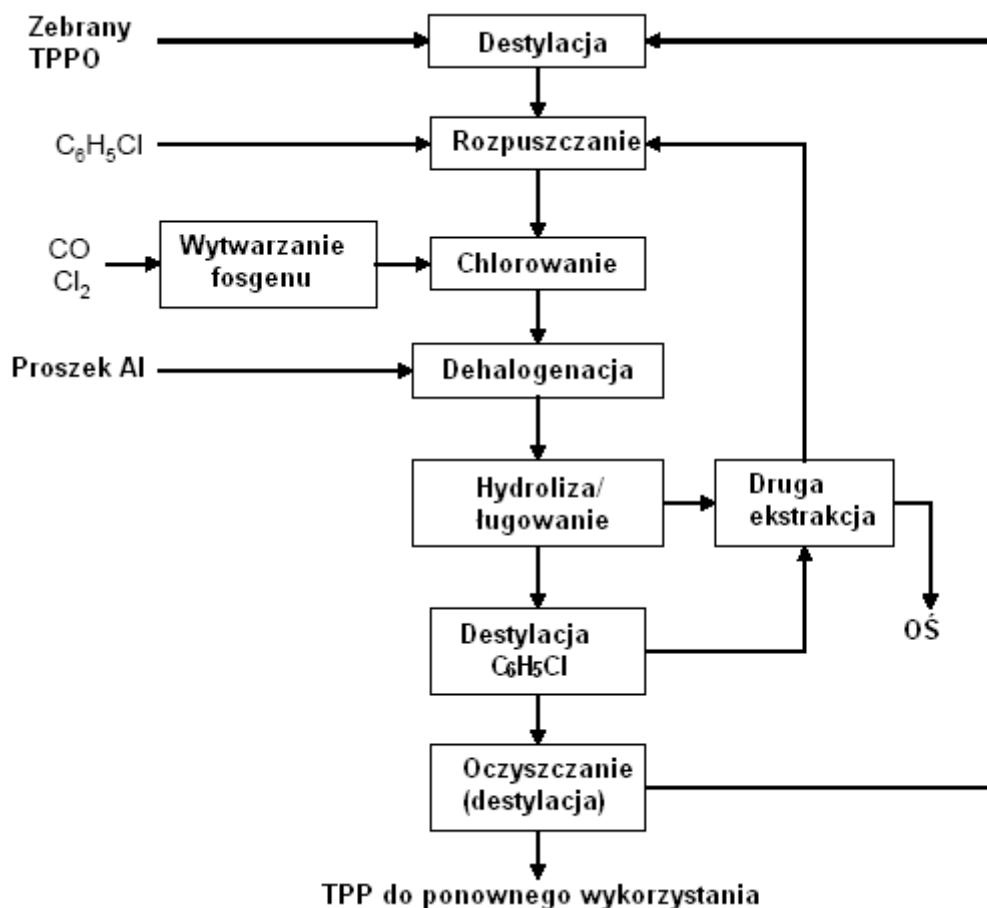 Zebrany
TPPO
Destylacja
C₆H₅Cl
Rozpuszczanie
CO
Cl₂
Wytwarzanie
fosgenu
Chlorowanie
Proszek Al
Dehalogenacja
Hydroliza/
ługowanie
Druga
ekstrakcja
OŚ
Destylacja
C₆H₅Cl
Oczyszczanie
(destylacja)
TPP do ponownego wykorzystania